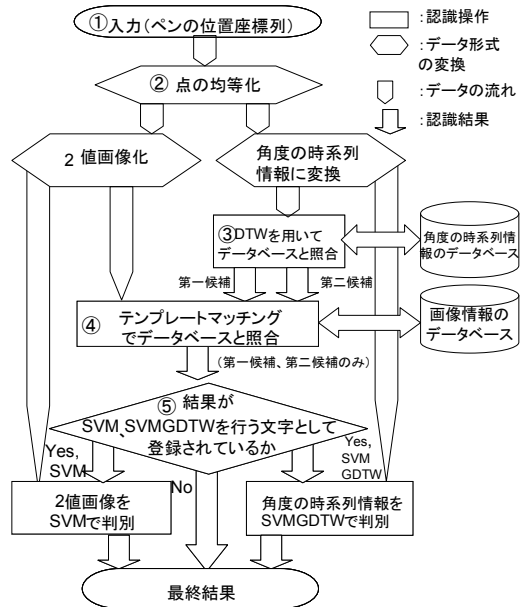 ①入力(ペンの位置座標列)
② 点の均等化
2 値画像化
角度の時系列
情報に変換
③DTWを用いて
データベースと照合
角度の時系列情
報のデータベース
第一候補
第二候補
④ テンプレートマッチング
でデータベースと照合
画像情報の
データベース
(第一候補、第二候補のみ)
⑤ 結果が
SVM、SVMGDTWを行う文字として
登録されているか
Yes,
SVM
No
Yes,
SVM
GDTW
2値画像を
SVMで判別
角度の時系列情報を
SVMGDTWで判別
最終結果
:認識操作
:データ形式
の変換
:データの流れ
:認識結果